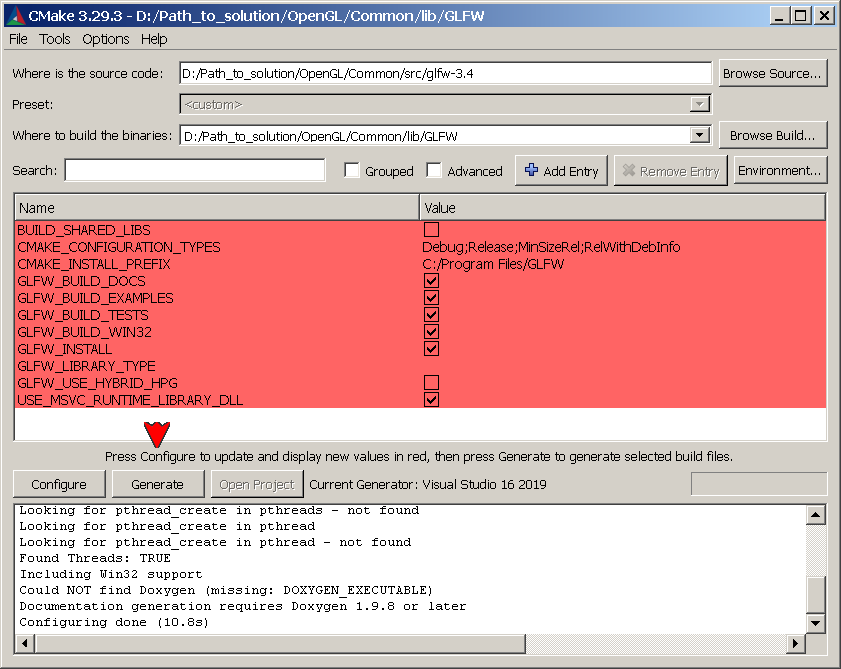 CMake 3.29.3 - D:/Path_to_solution/OpenGL/Common/lib/GLFW
File Tools Options Help
Where is the source code: D:/Path_to_solution/OpenGL/Common/src/glfw-3.4 Browse Source...
Preset: <custom>
Where to build the binaries: D:/Path_to_solution/OpenGL/Common/lib/GLFW Browse Build...
Search: Grouped Advanced Add Entry Remove Entry Environment...
Name Value
BUILD_SHARED_LIBS
CMAKE_CONFIGURATION_TYPES Debug;Release;MinSizeRel;RelWithDebInfo
CMAKE_INSTALL_PREFIX C:/Program Files/GLFW
GLFW_BUILD_DOCS
GLFW_BUILD_EXAMPLES
GLFW_BUILD_TESTS
GLFW_BUILD_WIN32
GLFW_INSTALL
GLFW_LIBRARY_TYPE
GLFW_USE_HYBRID_HPG
USE_MSVC_RUNTIME_LIBRARY_DLL
Press Configure to update and display new values in red, then press Generate to generate selected build files.
Configure Generate Open Project Current Generator: Visual Studio 16 2019
Looking for pthread_create in pthreads - not found
Looking for pthread_create in pthread
Looking for pthread_create in pthread - not found
Found Threads: TRUE
Including Win32 support
Could NOT find Doxygen (missing: DOXYGEN_EXECUTABLE)
Documentation generation requires Doxygen 1.9.8 or later
Configuring done (10.8s)